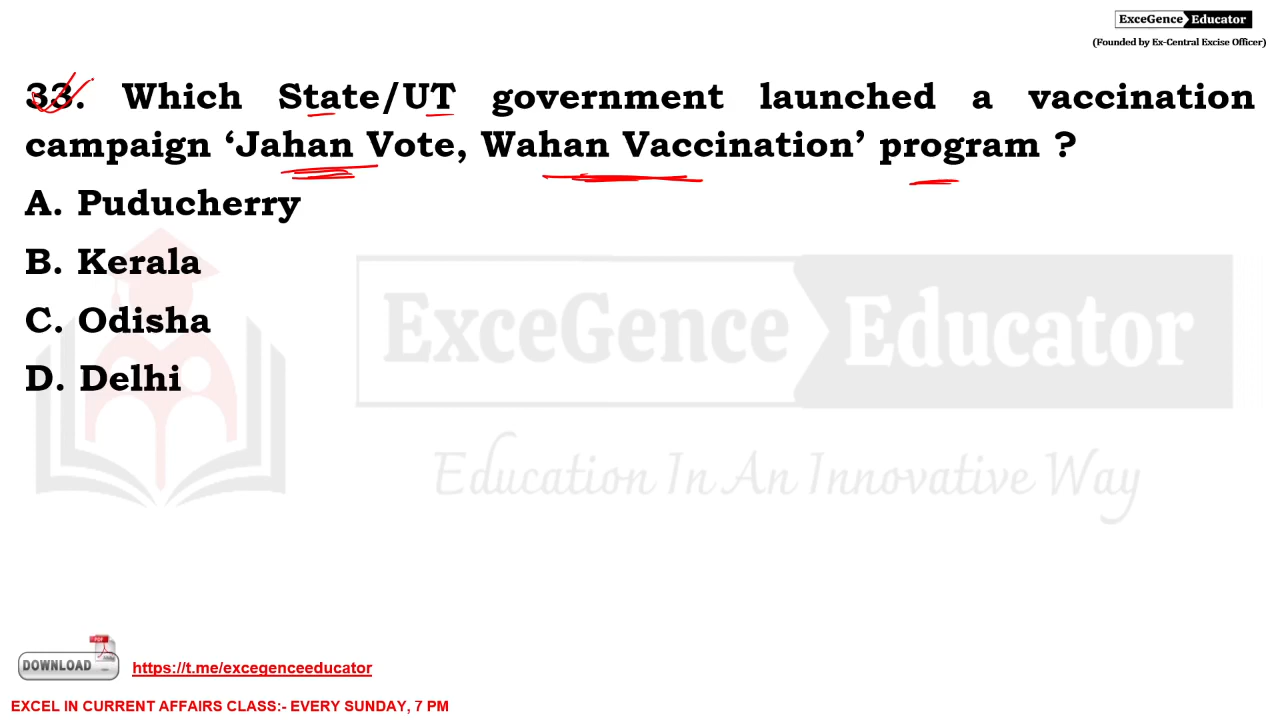 ExceGence Educator
(Founded by Ex-Central Excise Officer)
33. Which State/UT government launched a vaccination
campaign ‘Jahan Vote, Wahan Vaccination’ program ?
A. Puducherry
B. Kerala
C. Odisha
D. Delhi
ExceGence Educator
Education In An Innovative Way
PDF
DOWNLOAD
https://t.me/excegenceeducator
EXCEL IN CURRENT AFFAIRS CLASS:- EVERY SUNDAY, 7 PM